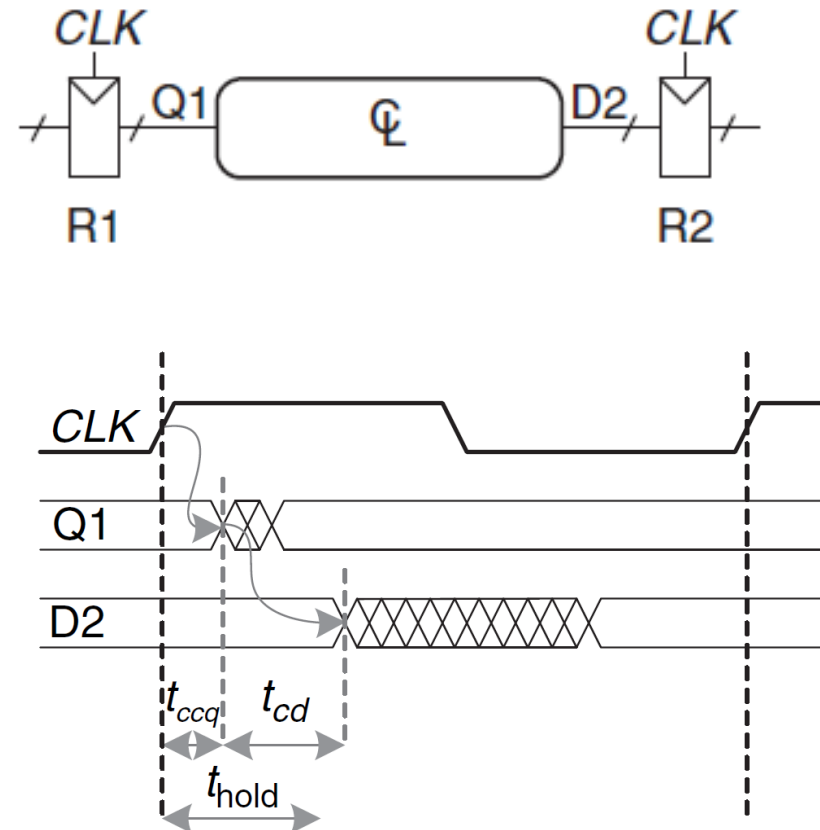 CLK CLK
Q1 CL D2
R1 R2
CLK
Q1
D2
tccq tcd
thold